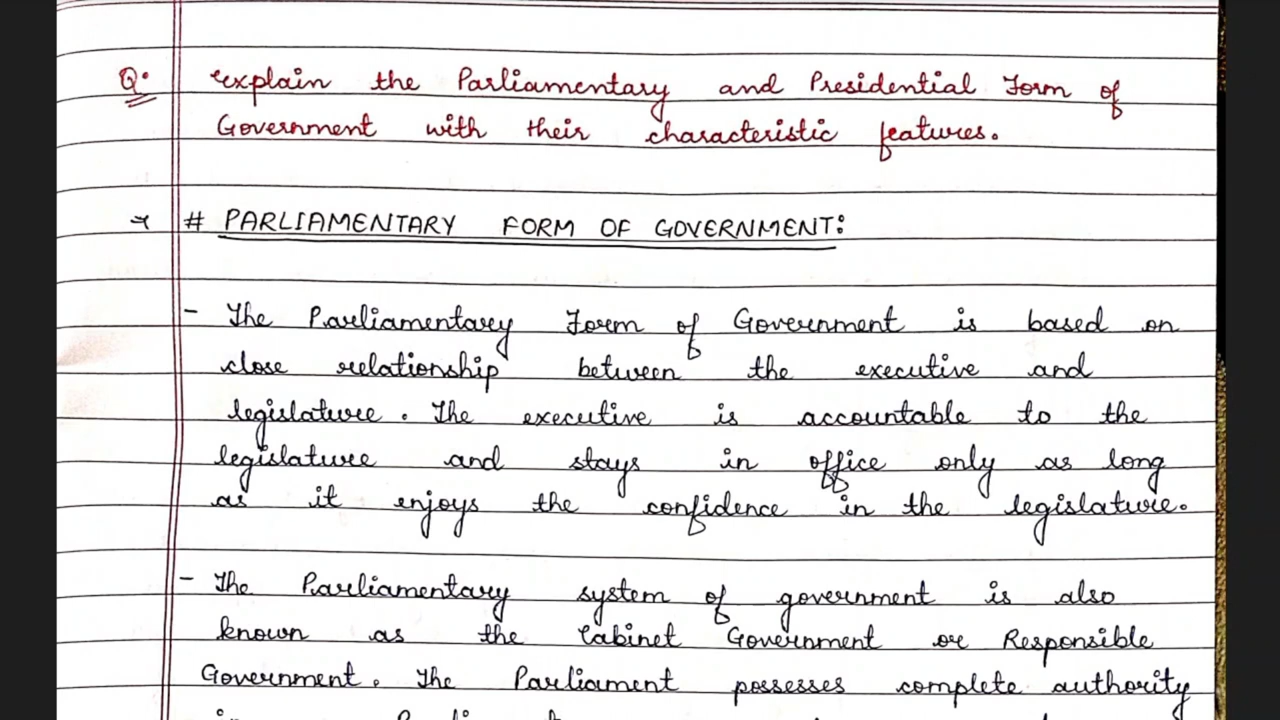 Q. explain the Parliamentary and Presidential Form of
Government with their characteristic features.
→ # PARLIAMENTARY FORM OF GOVERNMENT:
- The Parliamentary Form of Government is based on
close relationship between the executive and
legislature. The executive is accountable to the
legislature and stays in office only as long
as it enjoys the confidence in the legislature.
- The Parliamentary system of government is also
known as the Cabinet Government or Responsible
Government. The Parliament possesses complete authority